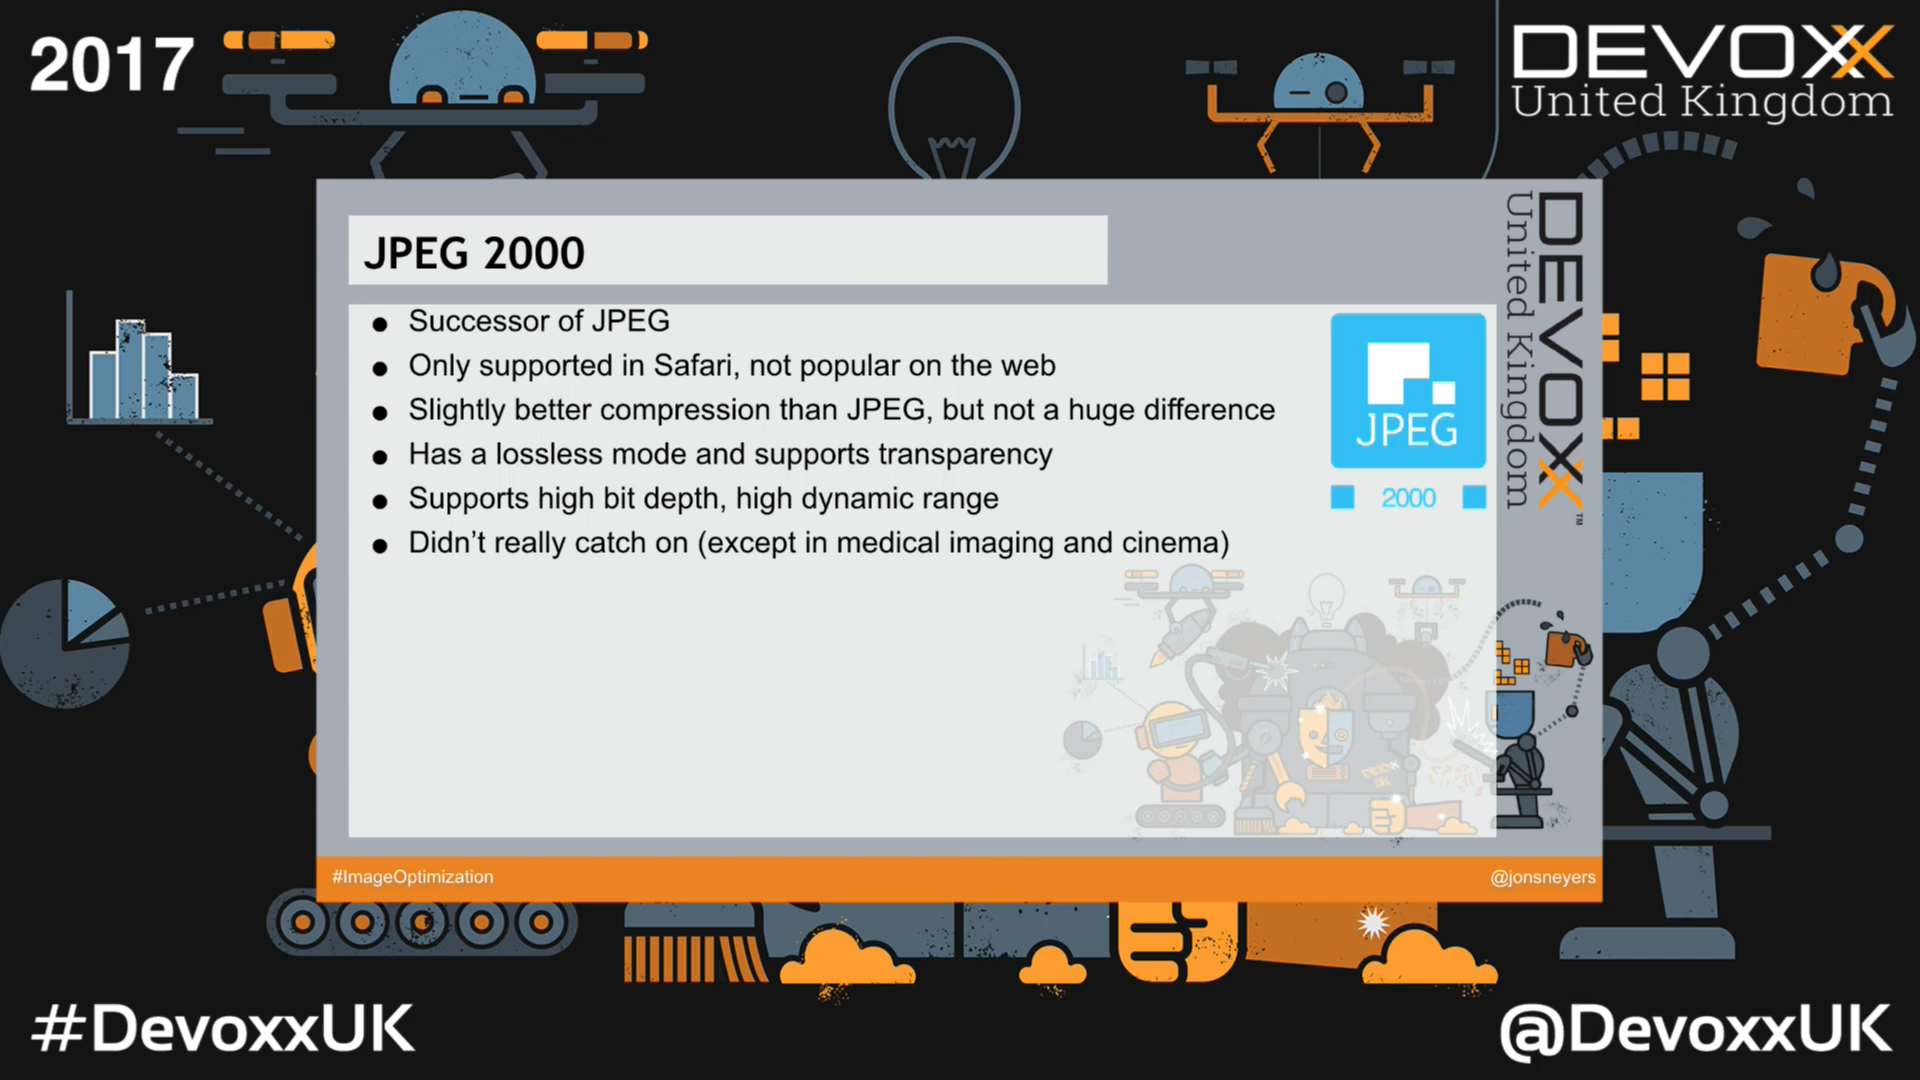 2017
DEVOXX
United Kingdom
JPEG 2000
DEVOXX™
United Kingdom
● Successor of JPEG
● Only supported in Safari, not popular on the web
● Slightly better compression than JPEG, but not a huge difference
● Has a lossless mode and supports transparency
● Supports high bit depth, high dynamic range
● Didn’t really catch on (except in medical imaging and cinema)
JPEG
2000
#ImageOptimization
@jonsneyers
#DevoxxUK
@DevoxxUK